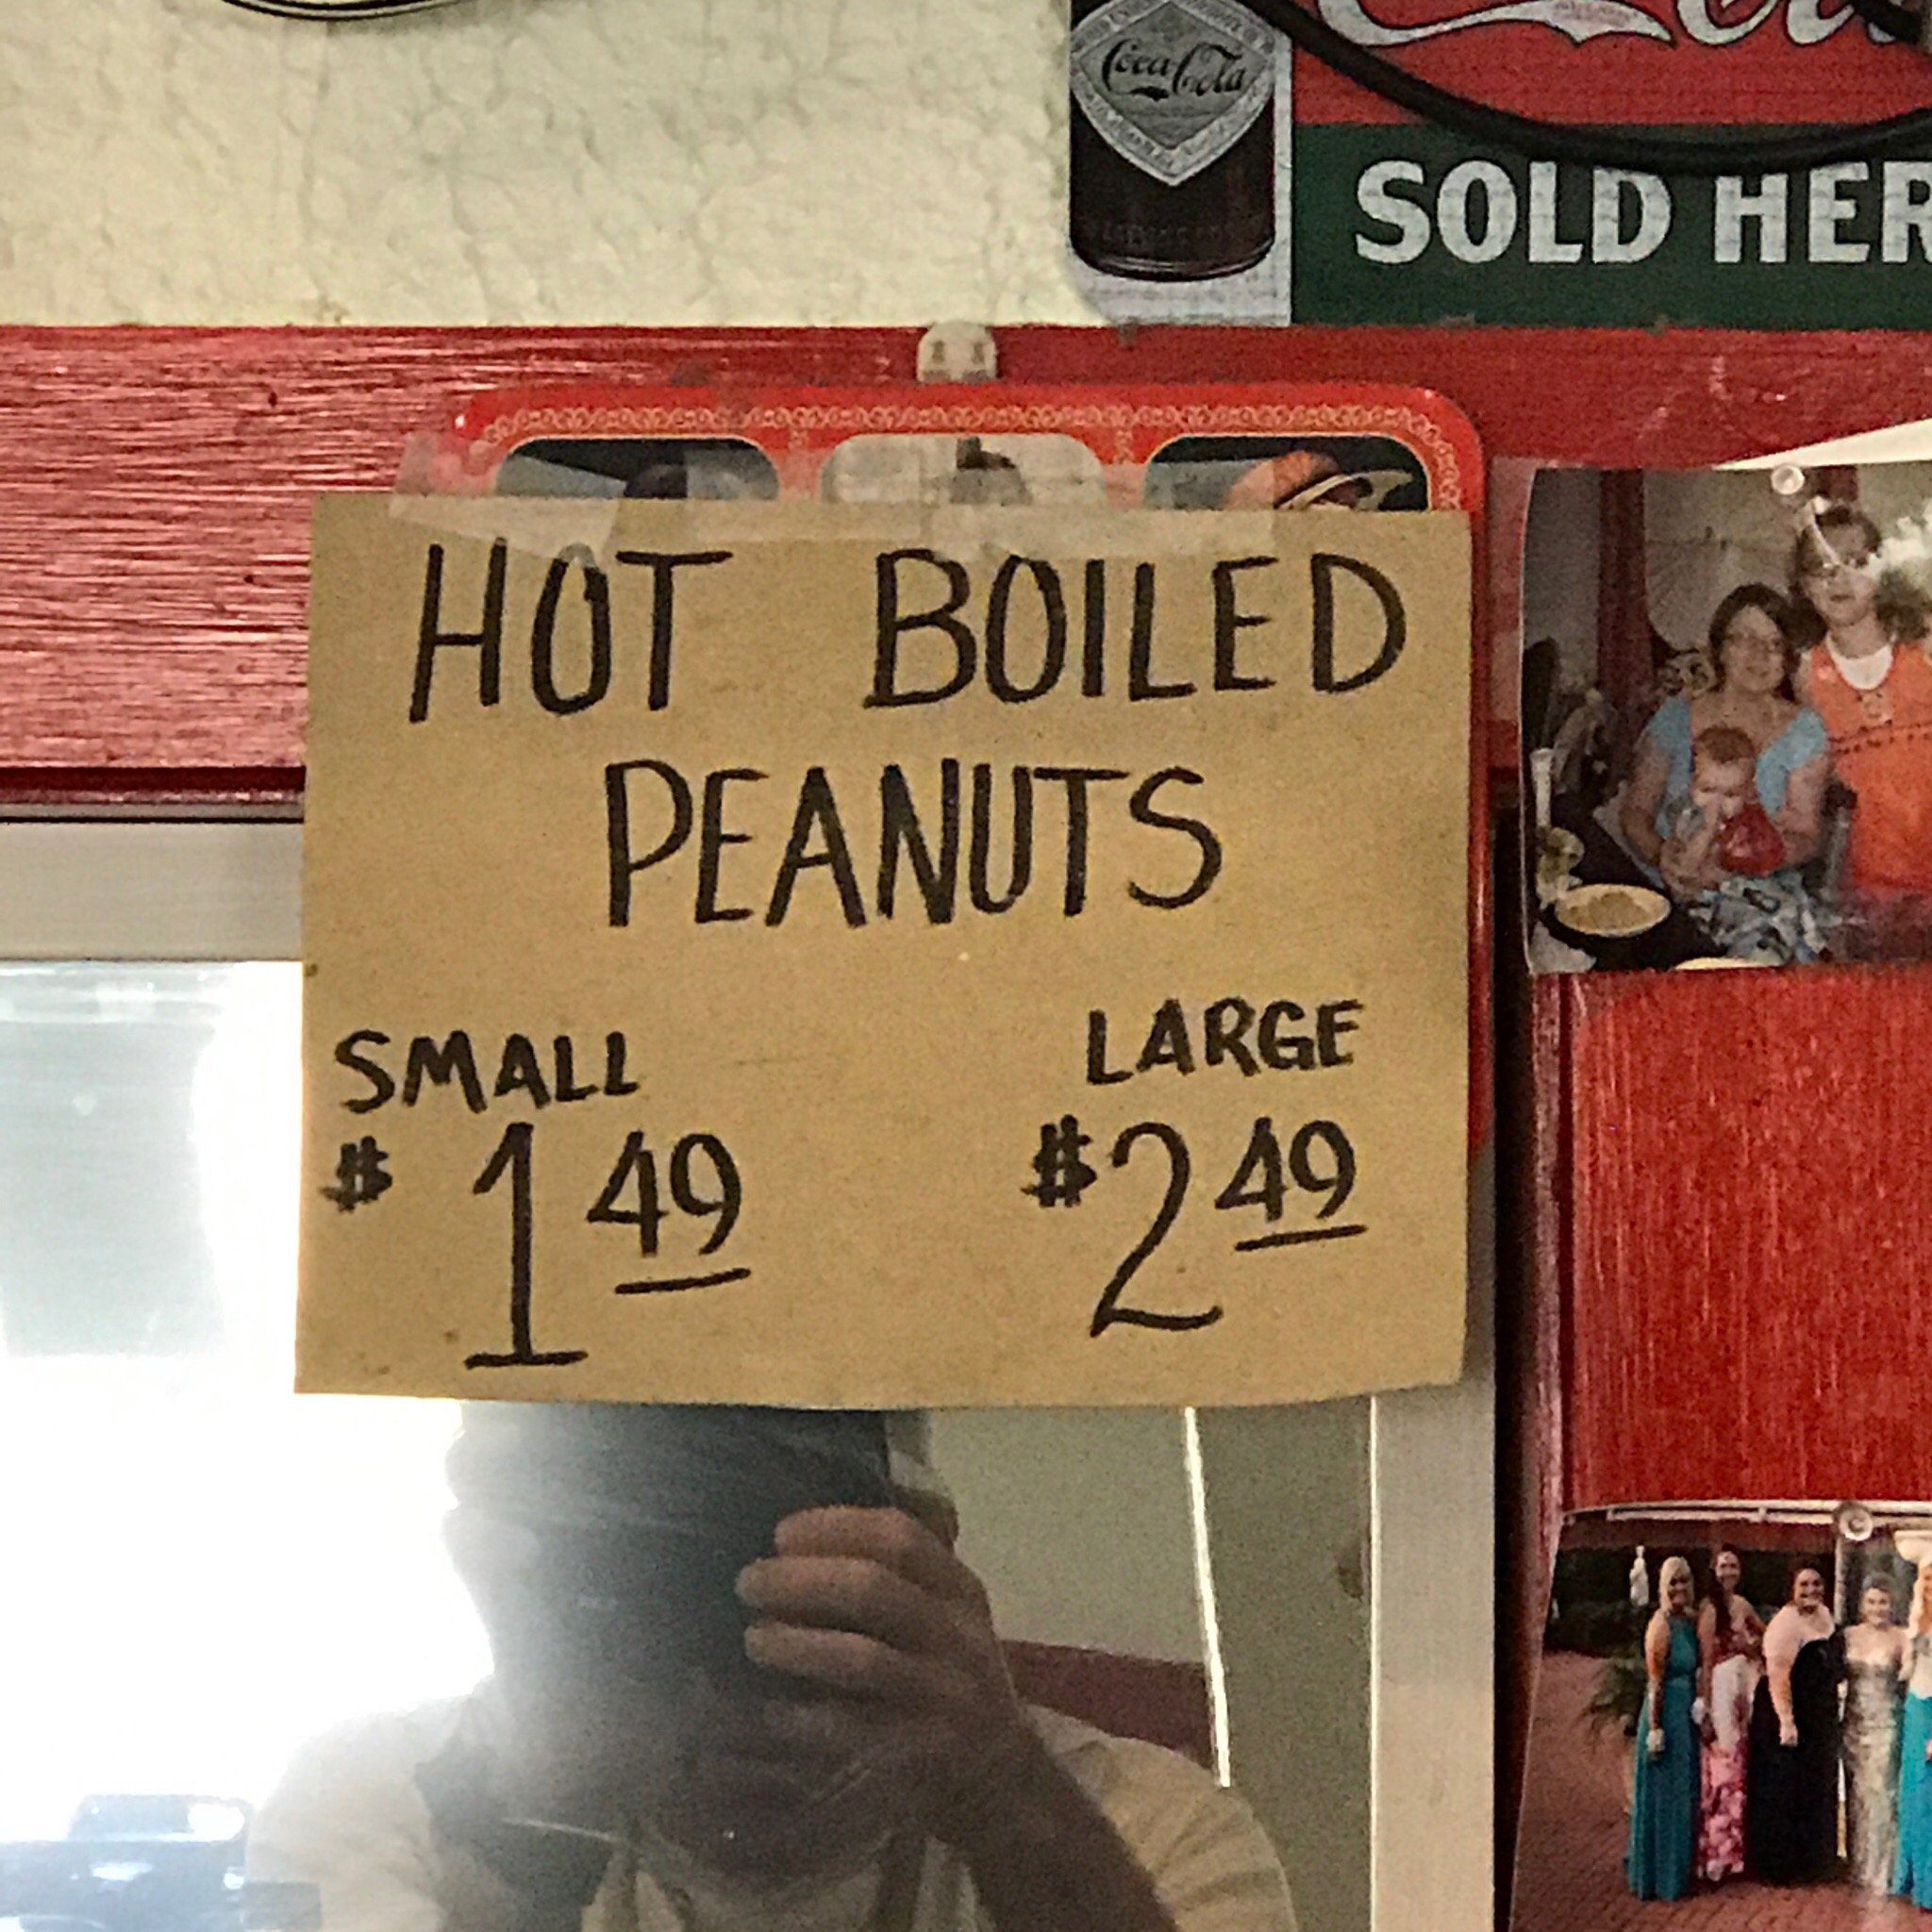 Coca-Cola
SOLD HER
HOT BOILED
PEANUTS
SMALL LARGE
$1 49 $2 49